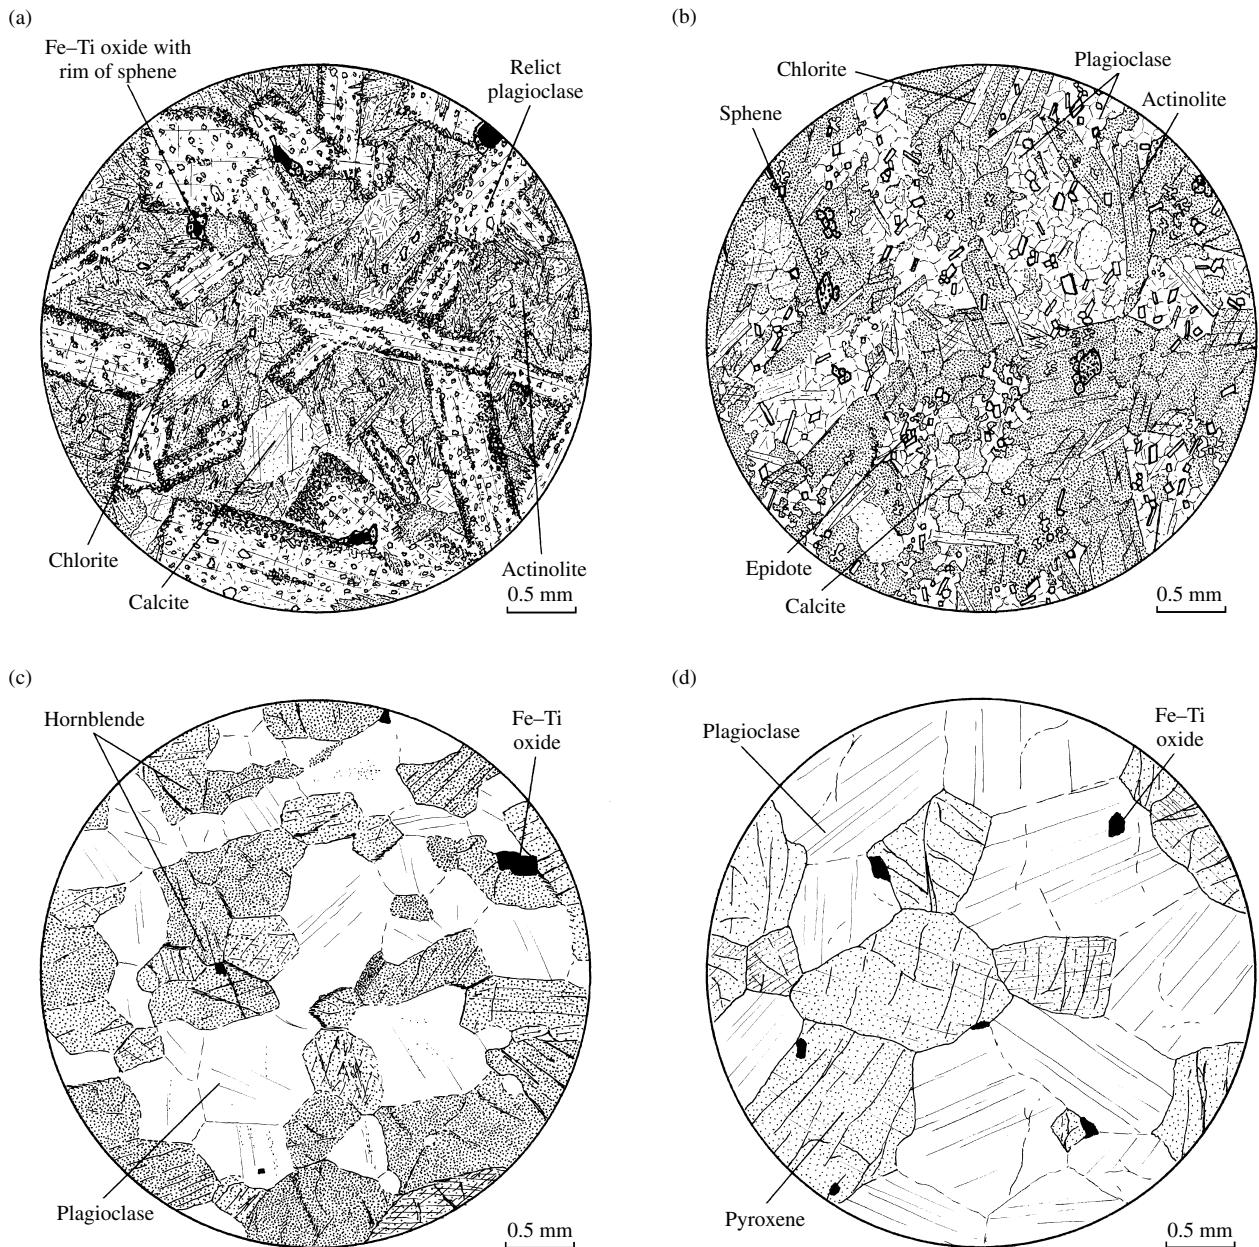 (a)
Fe–Ti oxide with
rim of sphene
Relict
plagioclase
Chlorite
Calcite
Actinolite
0.5 mm
(b)
Chlorite
Plagioclase
Sphene
Actinolite
Epidote
Calcite
0.5 mm
(c)
Hornblende
Fe–Ti
oxide
Plagioclase
0.5 mm
(d)
Plagioclase
Fe–Ti
oxide
Pyroxene
0.5 mm